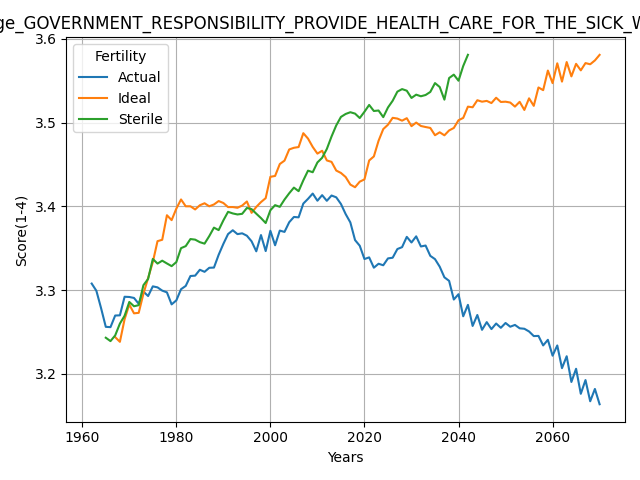 ge_GOVERNMENT_RESPONSIBILITY_PROVIDE_HEALTH_CARE_FOR_THE_SICK_W
3.6
3.5
3.4
3.3
3.2
Score(1-4)
Fertility
Actual
Ideal
Sterile
1960 1980 2000 2020 2040 2060
Years